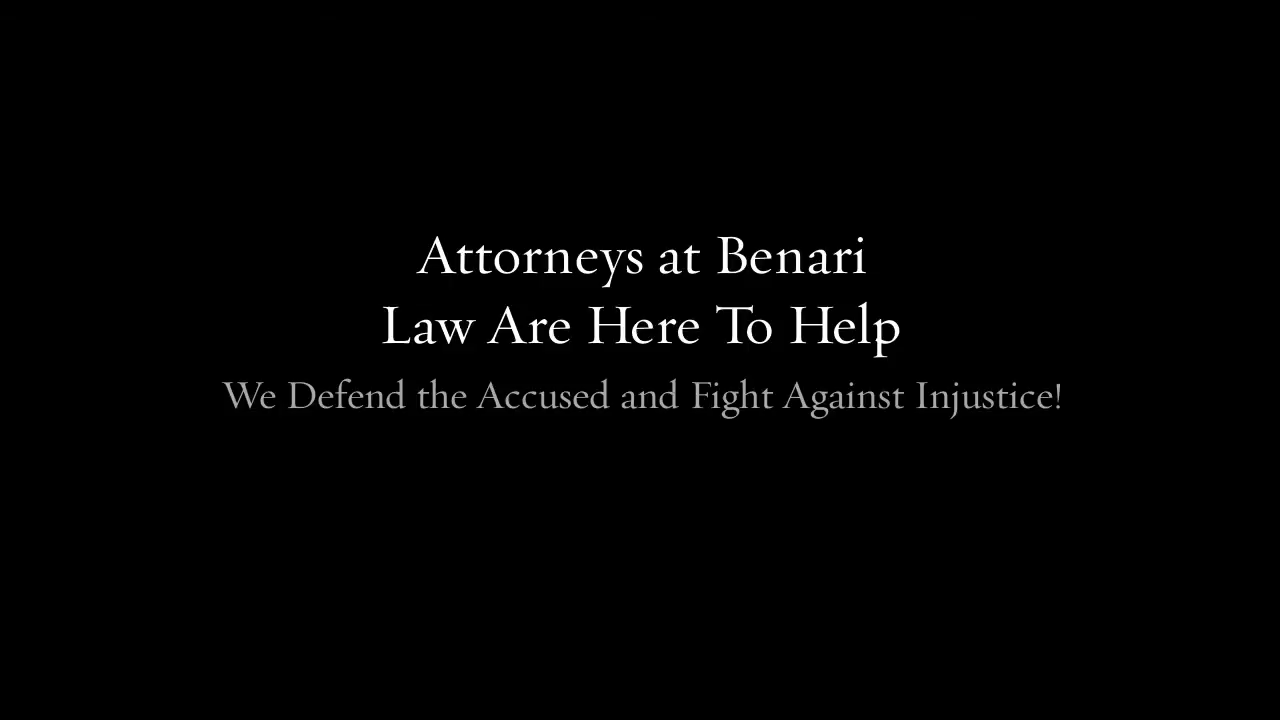 Attorneys at Benari
Law Are Here To Help
We Defend the Accused and Fight Against Injustice!